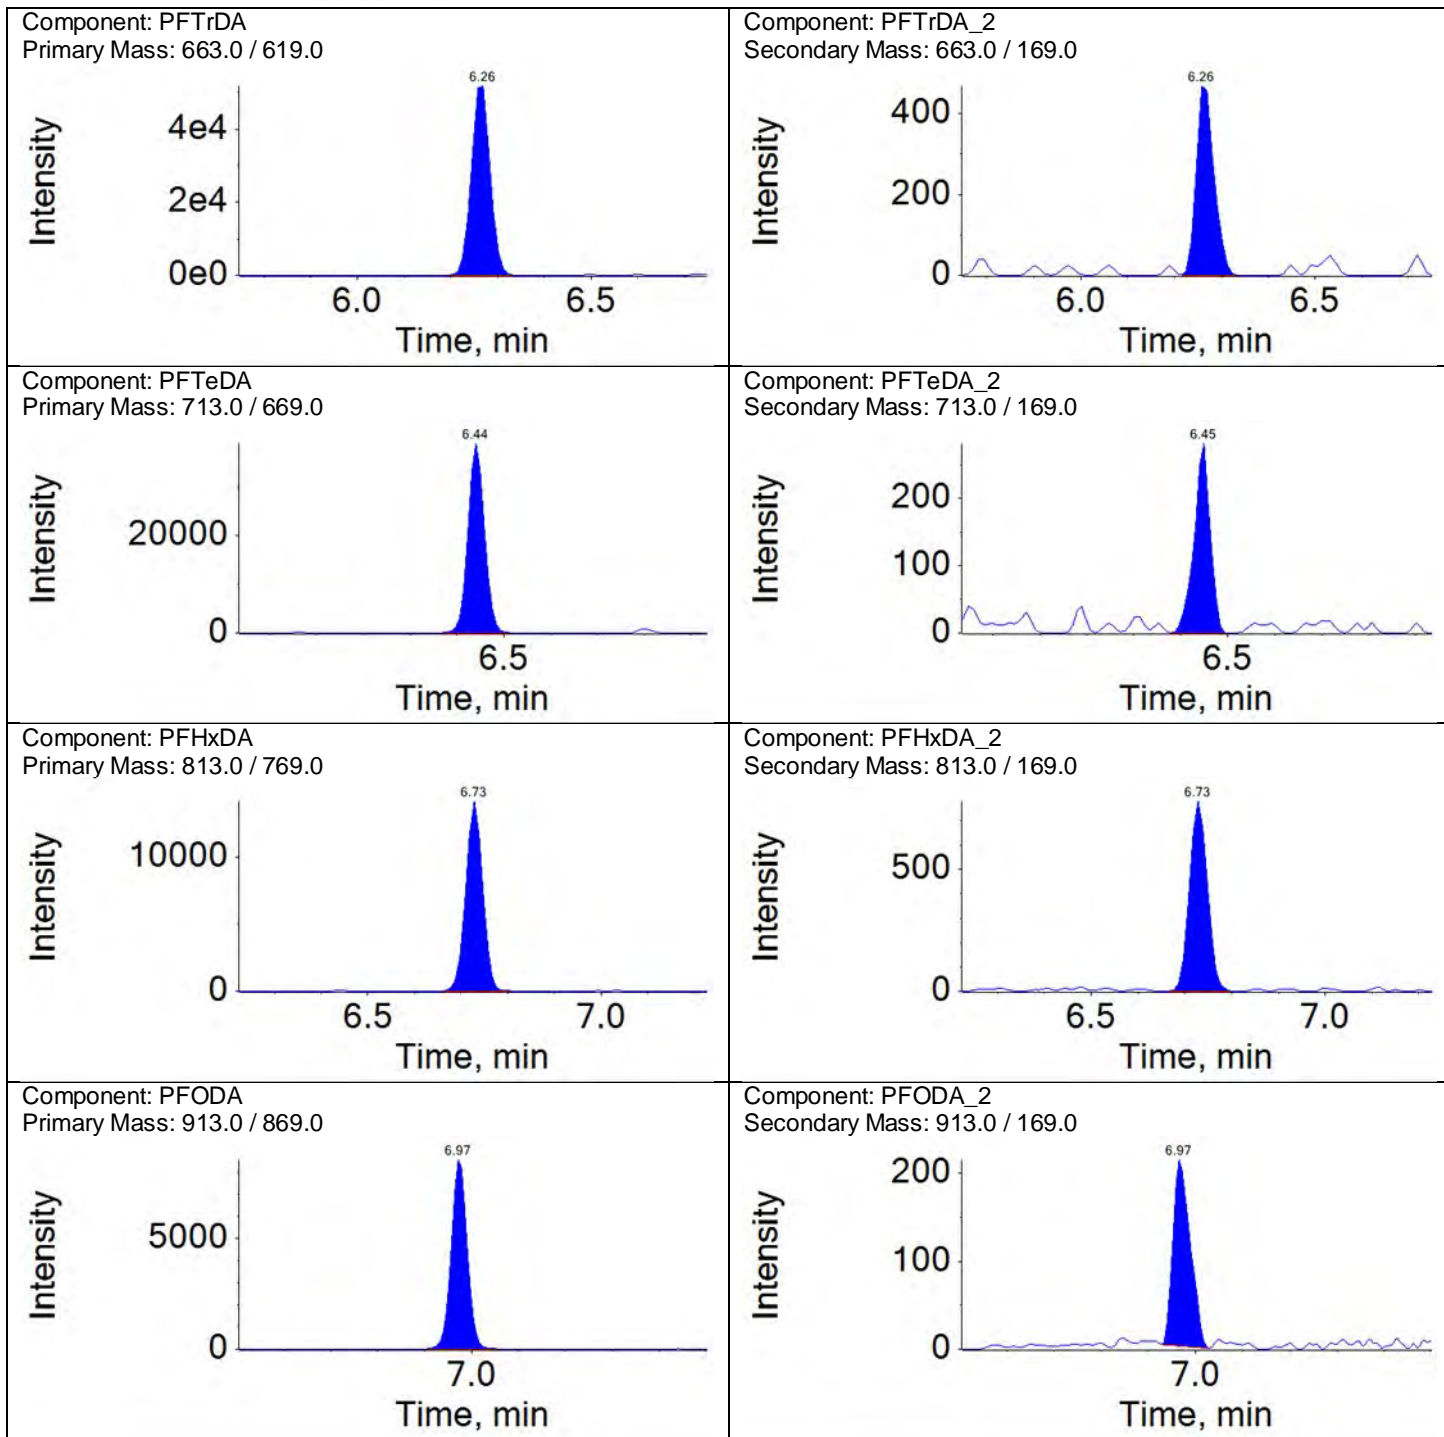 Component: PFTrDA
Primary Mass: 663.0 / 619.0
6.26
Intensity
4e4
2e4
0e0
6.0
6.5
Time, min
Component: PFTrDA_2
Secondary Mass: 663.0 / 169.0
6.26
Intensity
400
200
0
6.0
6.5
Time, min
Component: PFTeDA
Primary Mass: 713.0 / 669.0
6.44
Intensity
20000
0
6.5
Time, min
Component: PFTeDA_2
Secondary Mass: 713.0 / 169.0
6.45
Intensity
200
100
0
6.5
Time, min
Component: PFHxDA
Primary Mass: 813.0 / 769.0
6.73
Intensity
10000
0
6.5
7.0
Time, min
Component: PFHxDA_2
Secondary Mass: 813.0 / 169.0
6.73
Intensity
500
0
6.5
7.0
Time, min
Component: PFODA
Primary Mass: 913.0 / 869.0
6.97
Intensity
5000
0
7.0
Time, min
Component: PFODA_2
Secondary Mass: 913.0 / 169.0
6.97
Intensity
200
100
0
7.0
Time, min